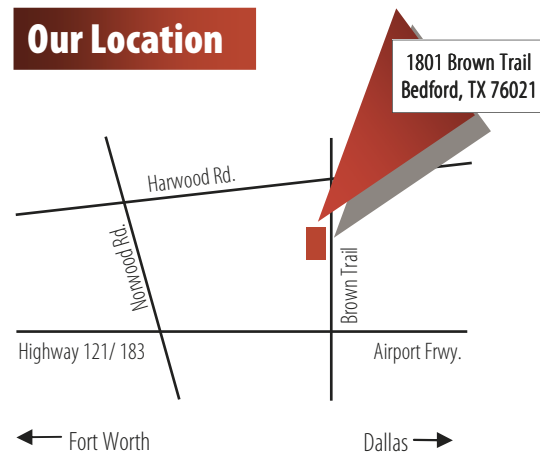 Our Location
1801 Brown Trail
Bedford, TX 76021
Harwood Rd.
Norwood Rd.
Brown Trail
Highway 121/ 183
Airport Frwy.
Fort Worth
Dallas